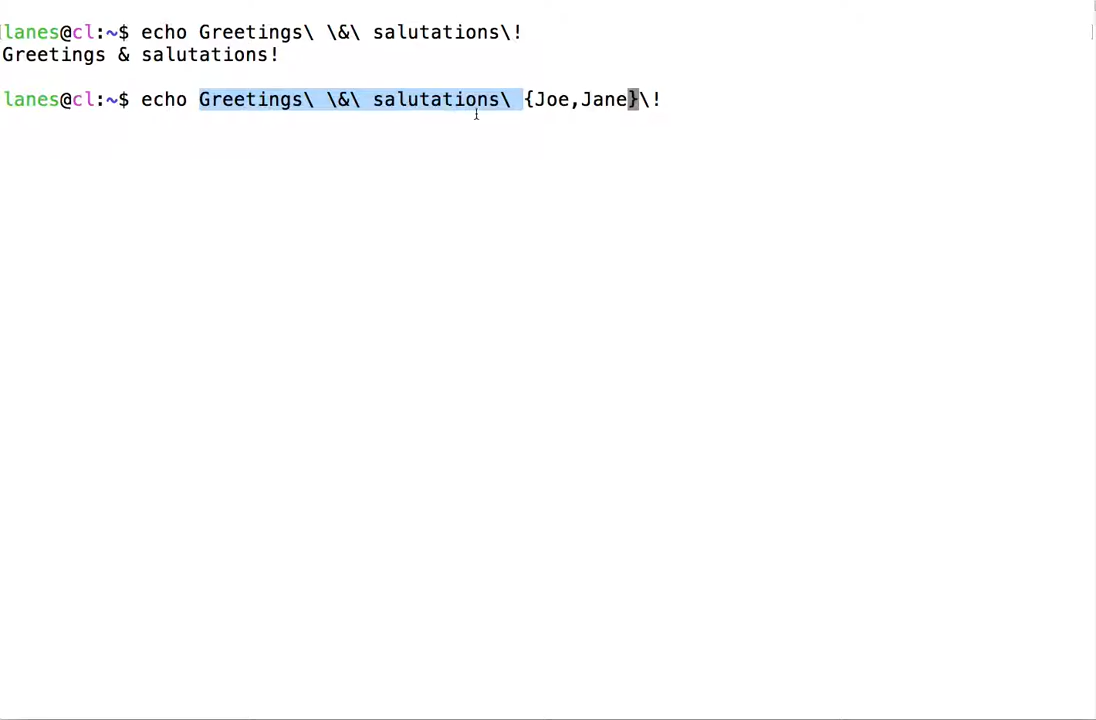 lanes@cl:~$ echo Greetings\ \&\ salutations\!
Greetings & salutations!
lanes@cl:~$ echo Greetings\ \&\ salutations\ {Joe,Jane}\!